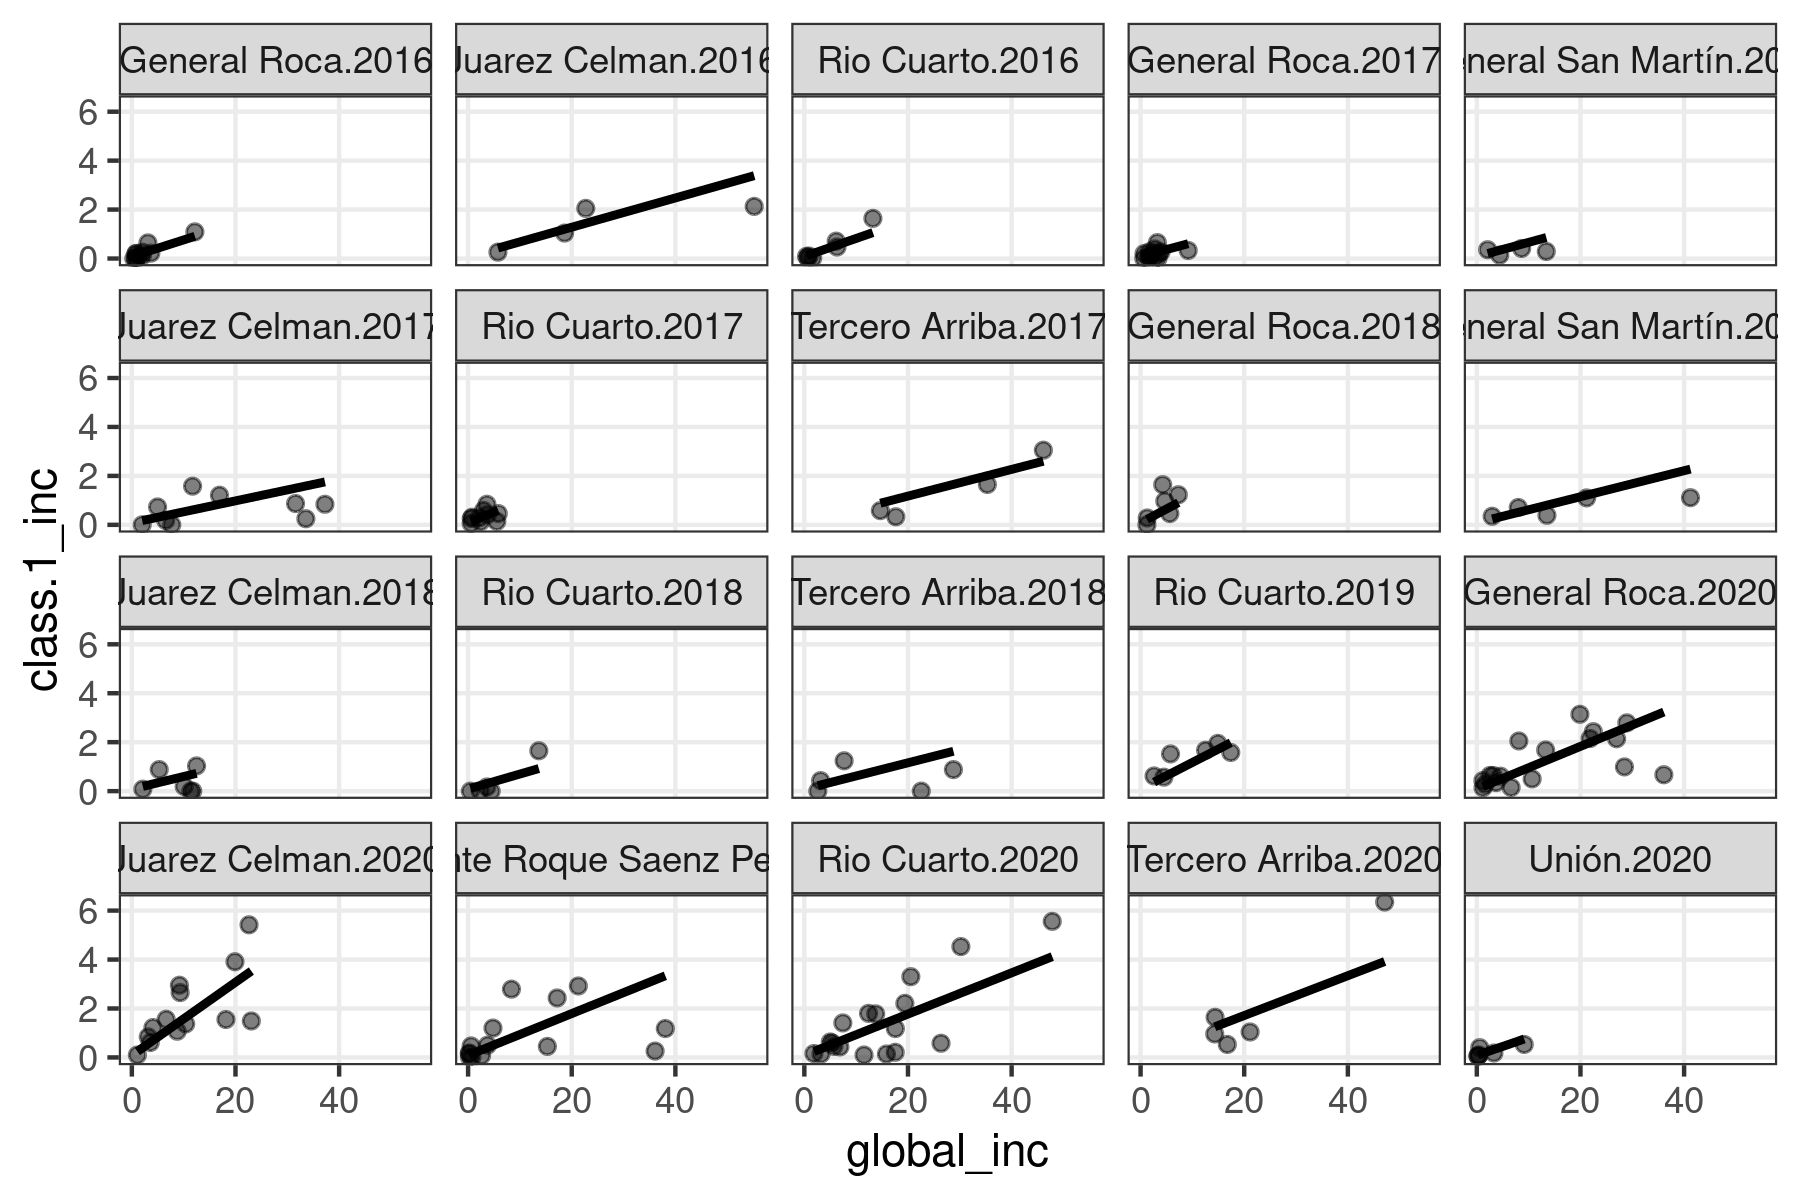 General Roca.2016 Juarez Celman.2016 Rio Cuarto.2016 General Roca.2017 neral San Martín.20
6
4
2
0
Juarez Celman.2017 Rio Cuarto.2017 Tercero Arriba.2017 General Roca.2018 neral San Martín.20
6
4
2
0
Juarez Celman.2018 Rio Cuarto.2018 Tercero Arriba.2018 Rio Cuarto.2019 General Roca.2020
6
4
2
0
Juarez Celman.2020 nte Roque Saenz Pe Rio Cuarto.2020 Tercero Arriba.2020 Unión.2020
6
4
2
0
0 20 40 0 20 40 0 20 40 0 20 40 0 20 40
global_inc
class.1_inc